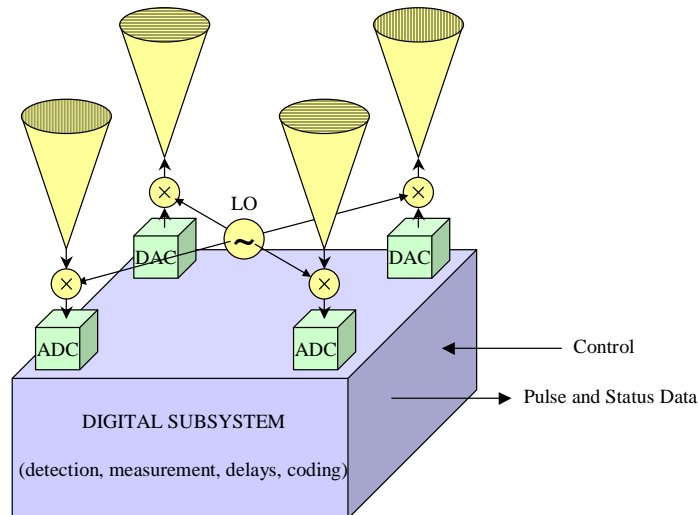 LO
×
×
~
DAC
DAC
×
×
ADC
ADC
Control
Pulse and Status Data
DIGITAL SUBSYSTEM
(detection, measurement, delays, coding)